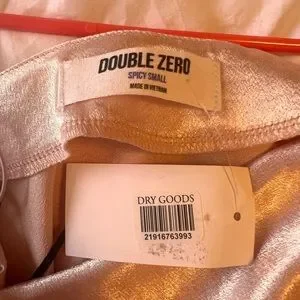 DOUBLE ZERO
SPICY SMALL
MADE IN VIETNAM
DRY GOODS
21916763993